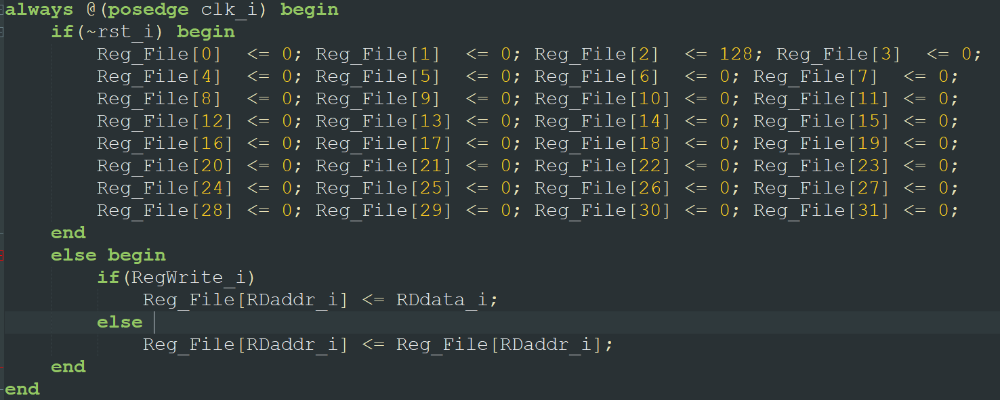 always @(posedge clk_i) begin
    if(~rst_i) begin
        Reg_File[0]  <= 0; Reg_File[1]  <= 0; Reg_File[2]  <= 128; Reg_File[3]  <= 0;
        Reg_File[4]  <= 0; Reg_File[5]  <= 0; Reg_File[6]  <= 0; Reg_File[7]  <= 0;
        Reg_File[8]  <= 0; Reg_File[9]  <= 0; Reg_File[10] <= 0; Reg_File[11] <= 0;
        Reg_File[12] <= 0; Reg_File[13] <= 0; Reg_File[14] <= 0; Reg_File[15] <= 0;
        Reg_File[16] <= 0; Reg_File[17] <= 0; Reg_File[18] <= 0; Reg_File[19] <= 0;
        Reg_File[20] <= 0; Reg_File[21] <= 0; Reg_File[22] <= 0; Reg_File[23] <= 0;
        Reg_File[24] <= 0; Reg_File[25] <= 0; Reg_File[26] <= 0; Reg_File[27] <= 0;
        Reg_File[28] <= 0; Reg_File[29] <= 0; Reg_File[30] <= 0; Reg_File[31] <= 0;
    end
    else begin
        if(RegWrite_i)
            Reg_File[RDaddr_i] <= RDdata_i;
        else
            Reg_File[RDaddr_i] <= Reg_File[RDaddr_i];
    end
end